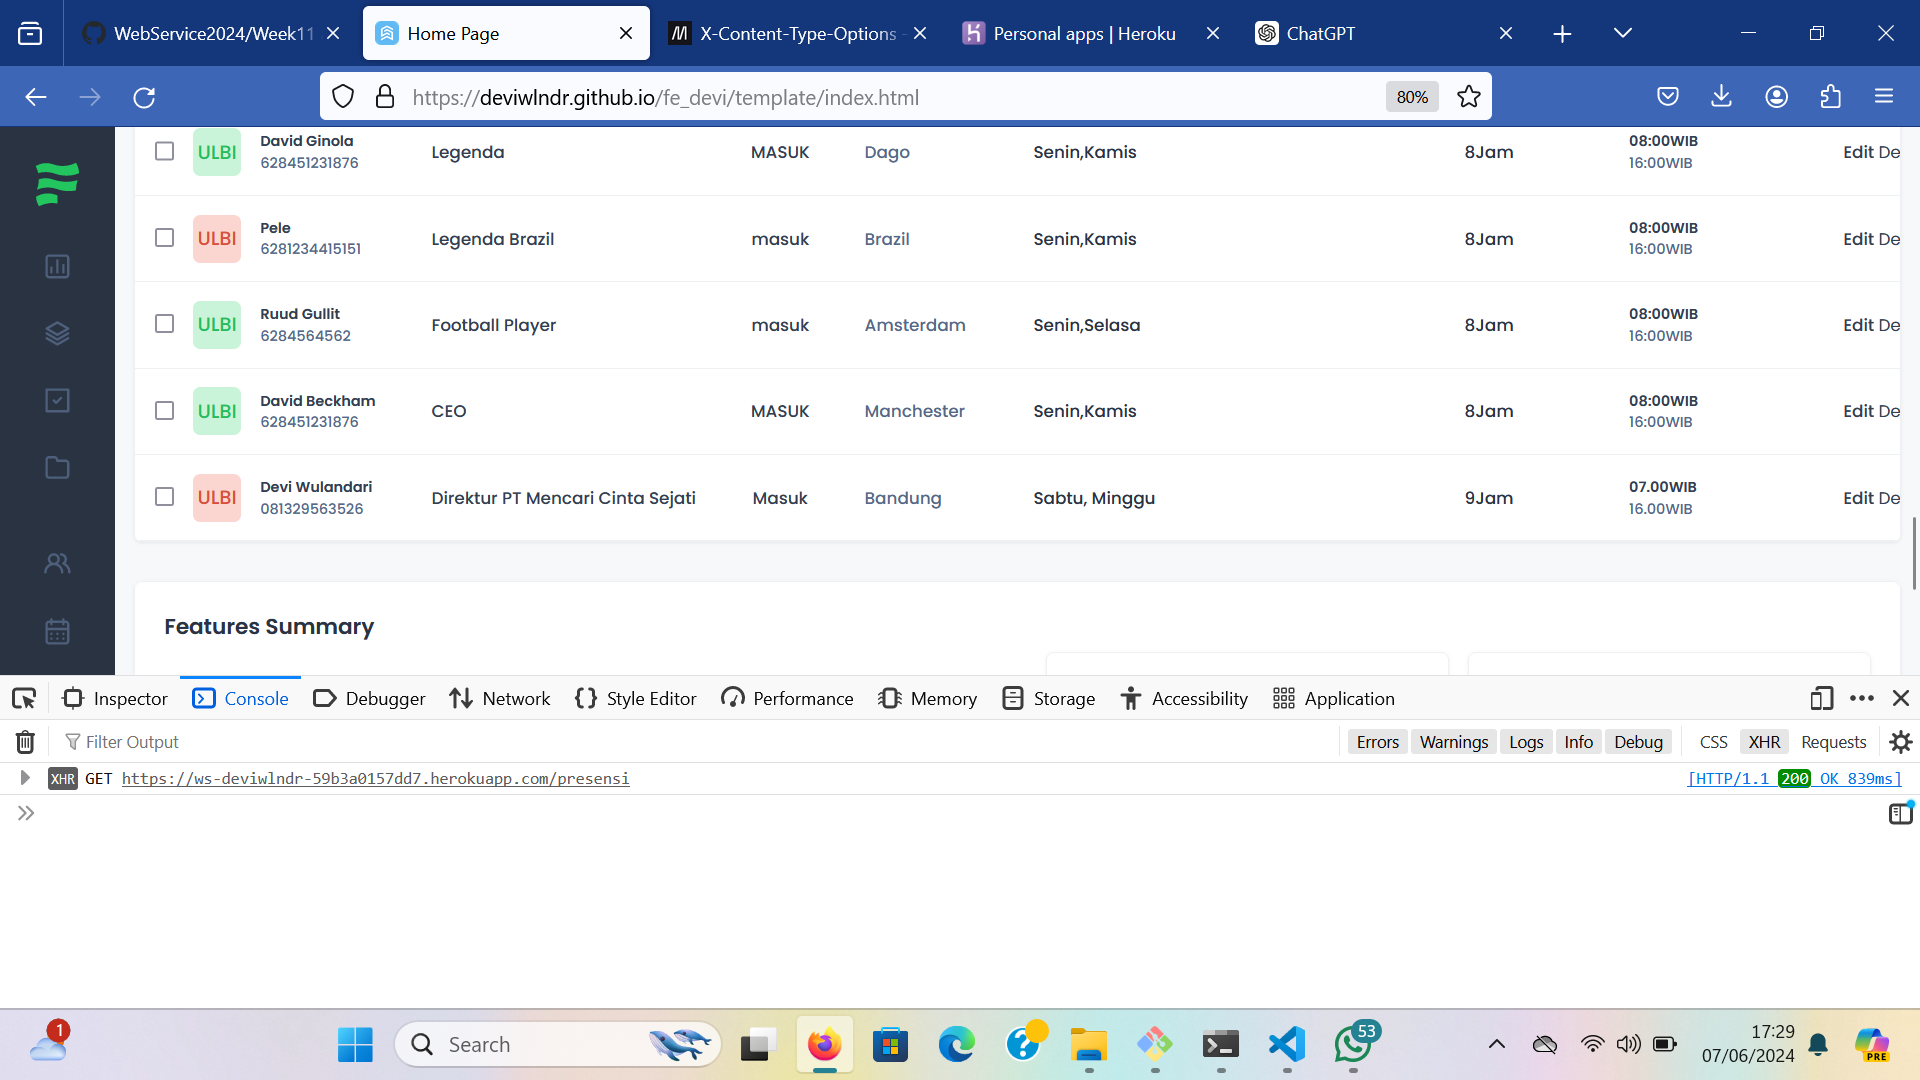 WebService2024/Week11
Home Page
X-Content-Type-Options -
Personal apps | Heroku
ChatGPT
https://deviwlndr.github.io/fe_devi/template/index.html
80%
ULBI David Ginola 628451231876 Legenda MASUK Dago Senin,Kamis 8Jam 08:00WIB 16:00WIB Edit De
ULBI Pele 6281234415151 Legenda Brazil masuk Brazil Senin,Kamis 8Jam 08:00WIB 16:00WIB Edit De
ULBI Ruud Gullit 6284564562 Football Player masuk Amsterdam Senin,Selasa 8Jam 08:00WIB 16:00WIB Edit De
ULBI David Beckham 628451231876 CEO MASUK Manchester Senin,Kamis 8Jam 08:00WIB 16:00WIB Edit De
ULBI Devi Wulandari 081329563526 Direktur PT Mencari Cinta Sejati Masuk Bandung Sabtu, Minggu 9Jam 07.00WIB 16.00WIB Edit De
Features Summary
Inspector Console Debugger Network Style Editor Performance Memory Storage Accessibility Application
Filter Output Errors Warnings Logs Info Debug CSS XHR Requests
XHR GET https://ws-deviwlndr-59b3a0157dd7.herokuapp.com/presensi [HTTP/1.1 200 OK 839ms]
1
Search
53
17:29
07/06/2024
PRE